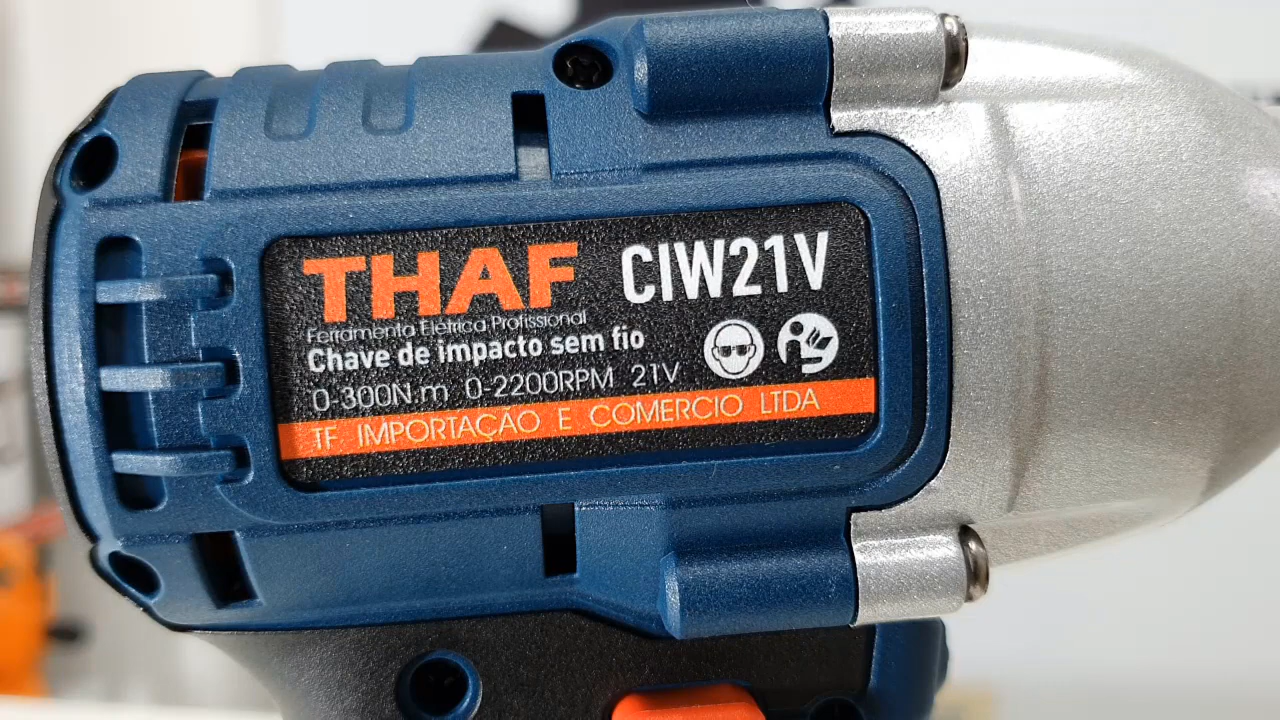 THAF CIW21V
Ferramenta Elétrica Profissional
Chave de impacto sem fio
0-300N.m 0-2200RPM 21V
TF IMPORTAÇÃO E COMERCIO LTDA